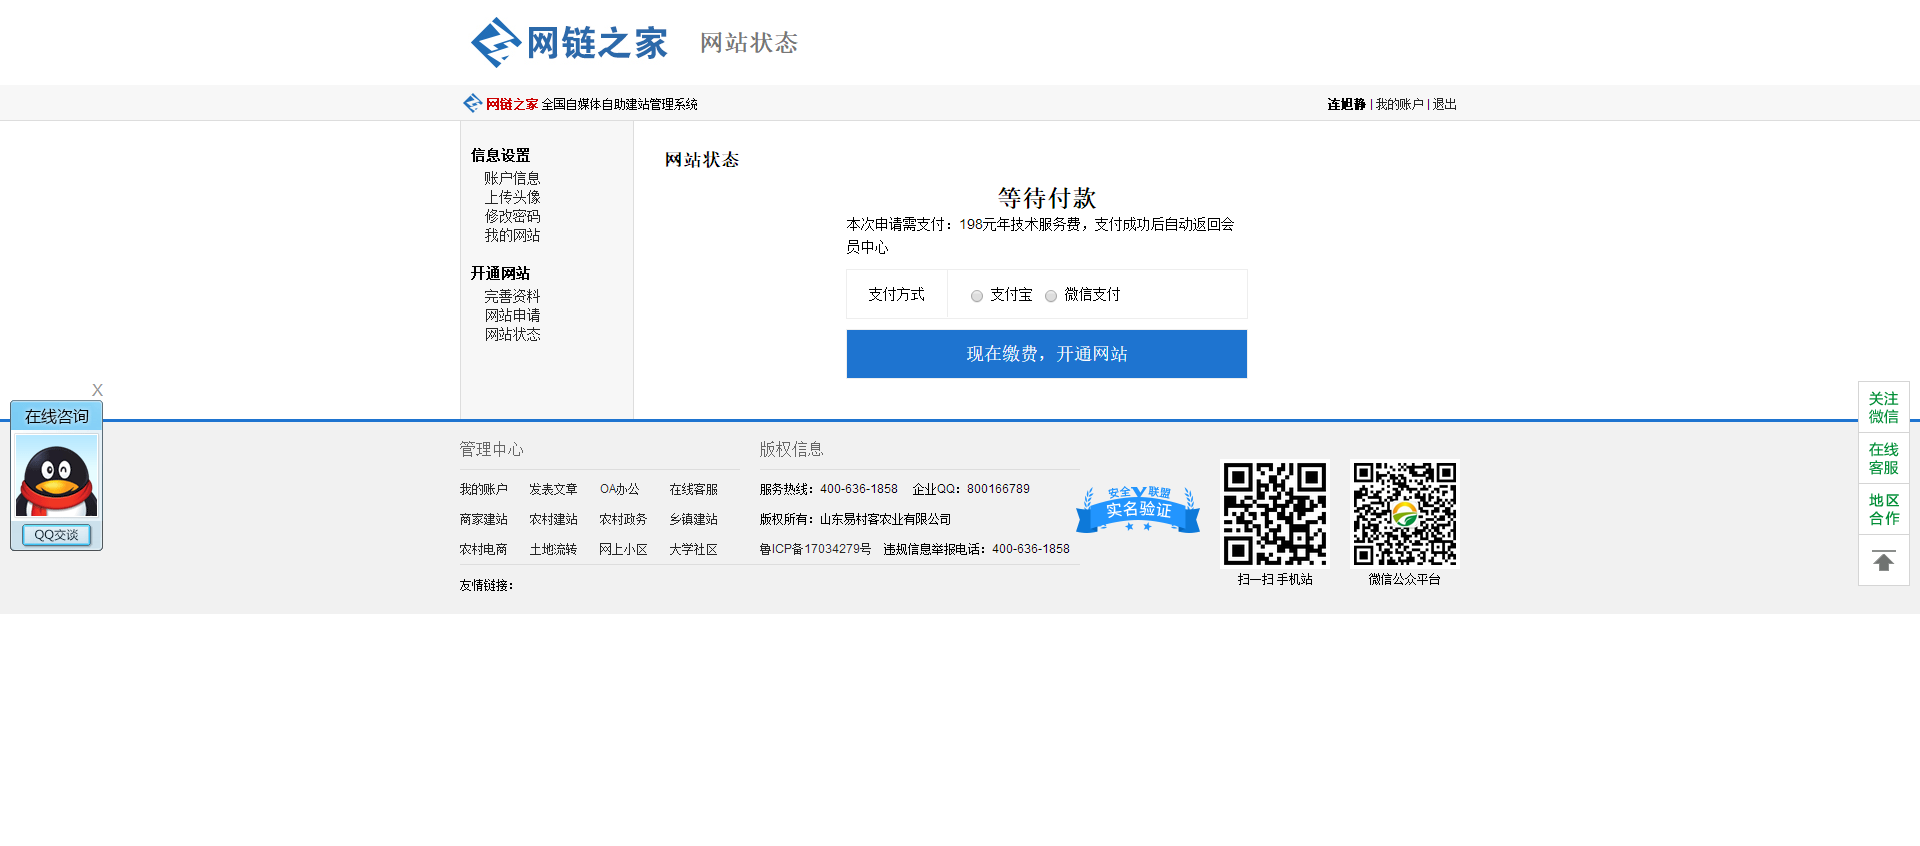 网链之家 网站状态
网链之家 全国自媒体自助建站管理系统
连旭静 | 我的账户 | 退出
信息设置
账户信息
上传头像
修改密码
我的网站
开通网站
完善资料
网站申请
网站状态
网站状态
等待付款
本次申请需支付：198元年技术服务费，支付成功后自动返回会
员中心
支付方式 支付宝 微信支付
现在缴费，开通网站
X
在线咨询
QQ交谈
关注
微信
在线
客服
地区
合作
管理中心
我的账户 发表文章 OA办公 在线客服
商家建站 农村建站 农村政务 乡镇建站
农村电商 土地流转 网上小区 大学社区
版权信息
服务热线：400-636-1858 企业QQ：800166789
版权所有：山东易村客农业有限公司
鲁ICP备17034279号 违规信息举报电话：400-636-1858
友情链接：
安全联盟
实名验证
扫一扫 手机站
微信公众平台